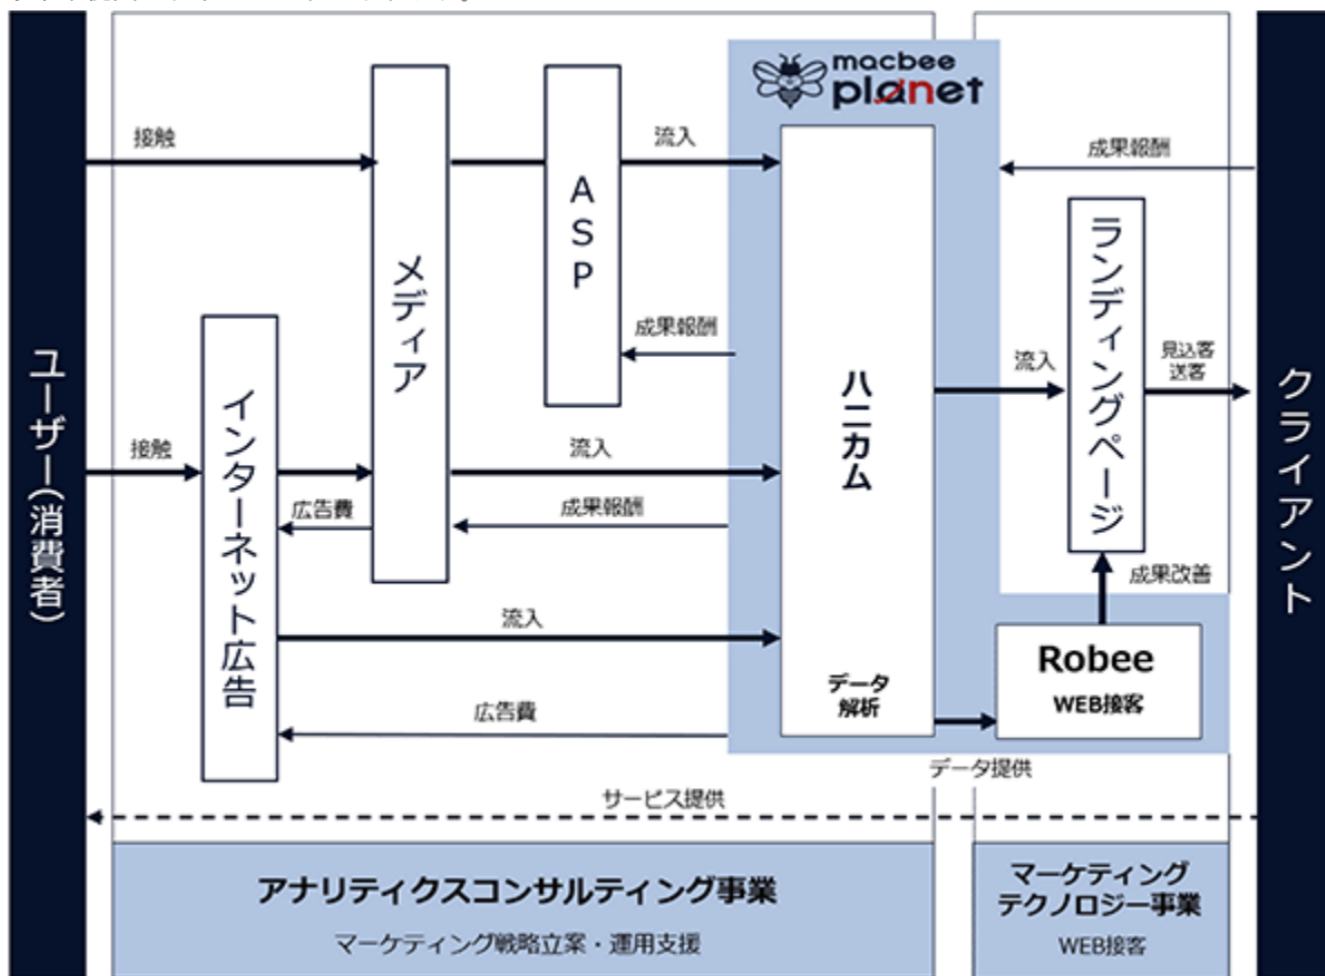 macbee
planet
接触
流入
成果報酬
ASP
メディア
ランディングページ
成果報酬
ユーザー(消費者)
インターネット広告
ハニカム
流入
見込客
送客
クライアント
接触
流入
広告費
成果報酬
成果改善
流入
Robee
WEB接客
データ
解析
広告費
データ提供
サービス提供
アナリティクスコンサルティング事業
マーケティング戦略立案・運用支援
マーケティング
テクノロジー事業
WEB接客